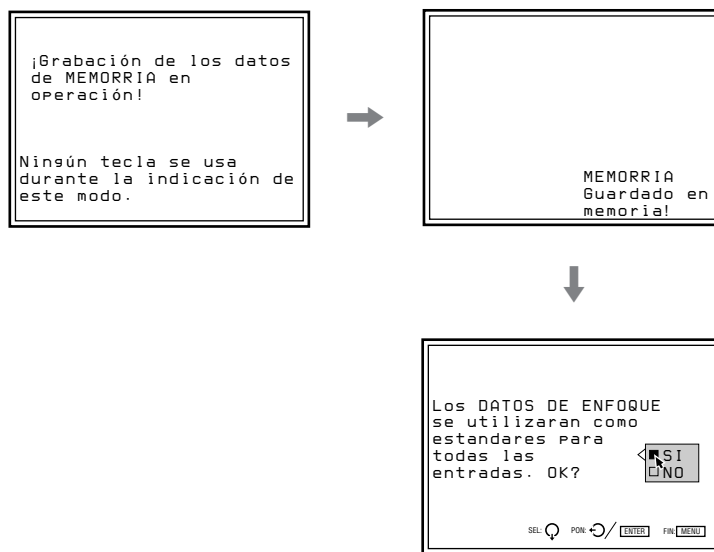 ¡Grabación de los datos
de MEMORRIA en
operación!
Ningún tecla se usa
durante la indicación de
este modo.
MEMORRIA
Guardado en
memoria!
Los DATOS DE ENFOQUE
se utilizaran como
estandares para
todas las
entradas. OK?
SI
NO
SEL: PON: / ENTER FIN: MENU